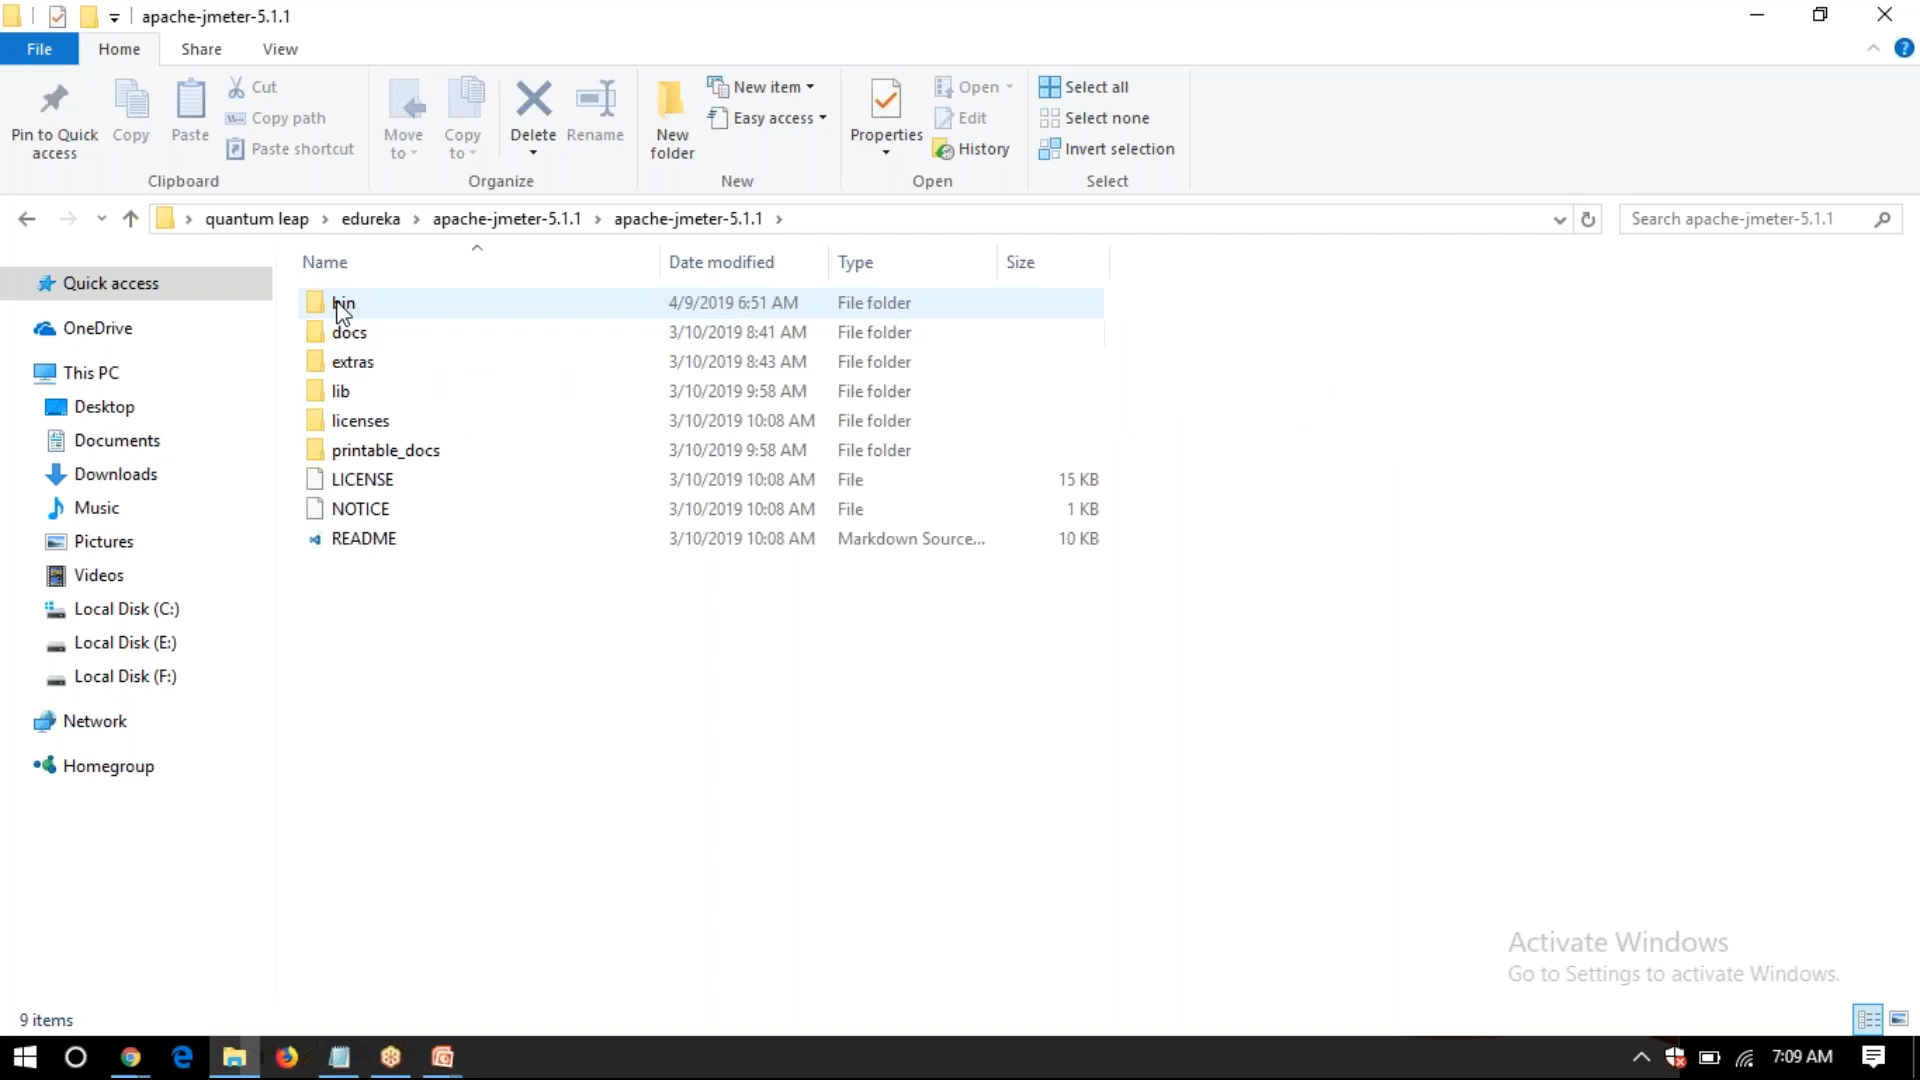 apache-jmeter-5.1.1
File Home Share View
Pin to Quick access
Copy
Paste
Cut
Copy path
Paste shortcut
Clipboard
Move to
Copy to
Delete
Rename
Organize
New folder
New item
Easy access
New
Properties
Open
Edit
History
Open
Select all
Select none
Invert selection
Select
quantum leap edureka apache-jmeter-5.1.1 apache-jmeter-5.1.1
Search apache-jmeter-5.1.1
Name Date modified Type Size
bin 4/9/2019 6:51 AM File folder
docs 3/10/2019 8:41 AM File folder
extras 3/10/2019 8:43 AM File folder
lib 3/10/2019 9:58 AM File folder
licenses 3/10/2019 10:08 AM File folder
printable_docs 3/10/2019 9:58 AM File folder
LICENSE 3/10/2019 10:08 AM File 15 KB
NOTICE 3/10/2019 10:08 AM File 1 KB
README 3/10/2019 10:08 AM Markdown Source... 10 KB
Quick access
OneDrive
This PC
Desktop
Documents
Downloads
Music
Pictures
Videos
Local Disk (C:)
Local Disk (E:)
Local Disk (F:)
Network
Homegroup
Activate Windows
Go to Settings to activate Windows.
9 items
7:09 AM